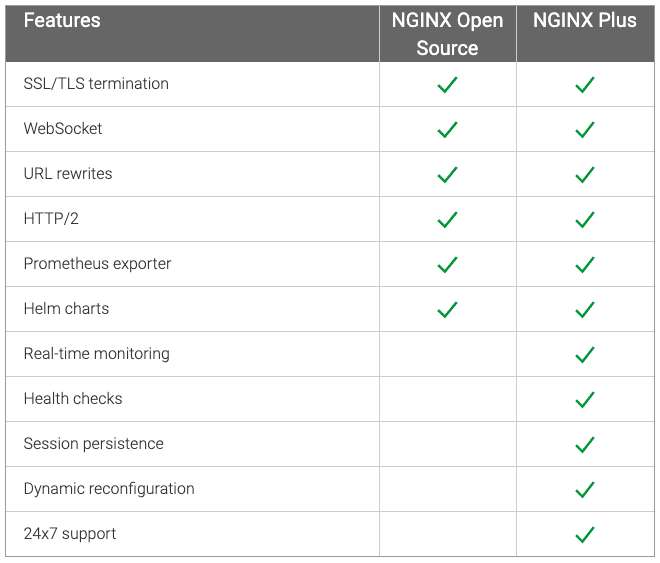 Features
NGINX Open
Source
NGINX Plus
SSL/TLS termination
WebSocket
URL rewrites
HTTP/2
Prometheus exporter
Helm charts
Real-time monitoring
Health checks
Session persistence
Dynamic reconfiguration
24x7 support